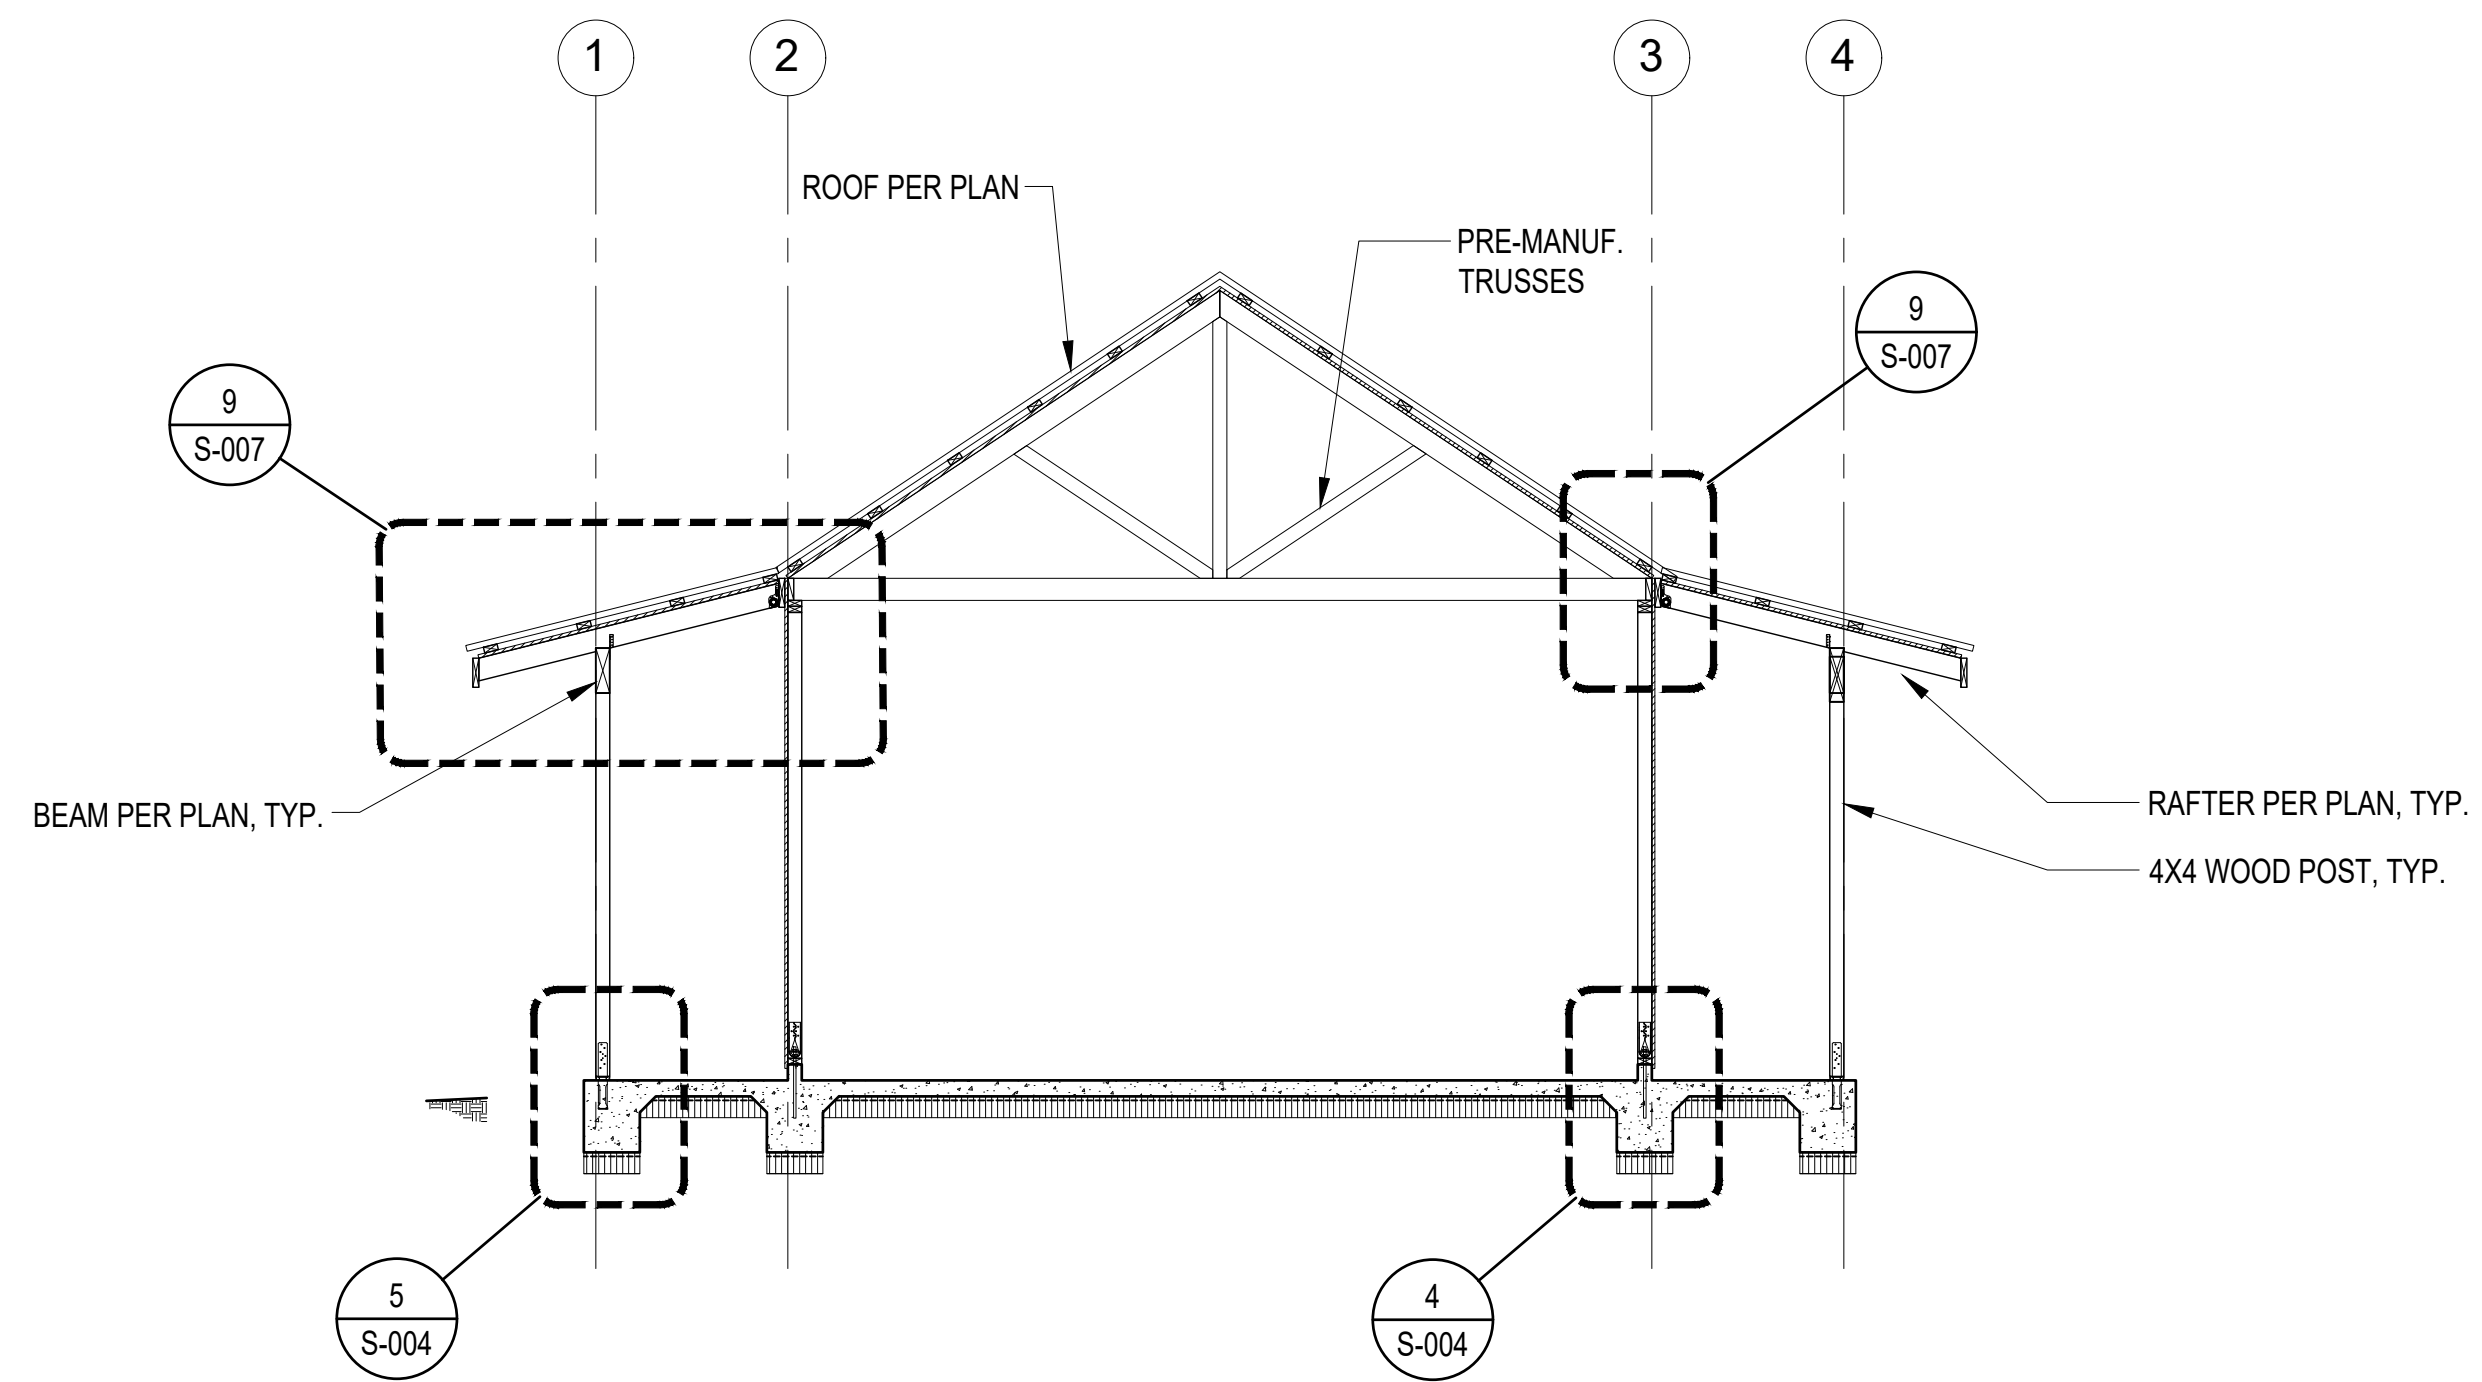 1
2
3
4
ROOF PER PLAN
PRE-MANUF.
TRUSSES
9
S-007
9
S-007
BEAM PER PLAN, TYP.
RAFTER PER PLAN, TYP.
4X4 WOOD POST, TYP.
5
S-004
4
S-004